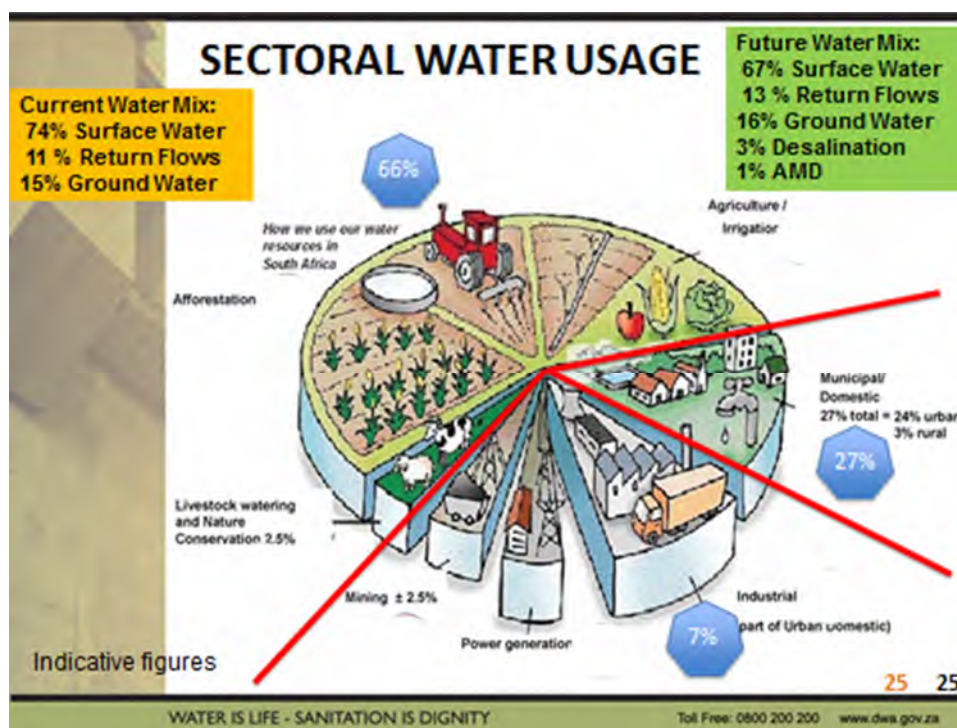 SECTORAL WATER USAGE
Current Water Mix:
74% Surface Water
11 % Return Flows
15% Ground Water
Future Water Mix:
67% Surface Water
13 % Return Flows
16% Ground Water
3% Desalination
1% AMD
66%
How we use our water
resources in
South Africa
Agriculture /
Irrigatior
Afforestation
Municipal/
Domestic
27% total = 24% urban
3% rural
27%
Livestock watering
and Nature
Conservation 2.5%
Mining ± 2.5%
Power generation
Industrial
part of Urban Domestic)
7%
Indicative figures
25 25
WATER IS LIFE - SANITATION IS DIGNITY
Toll Free: 0800 200 200 www.dwa.gov.za